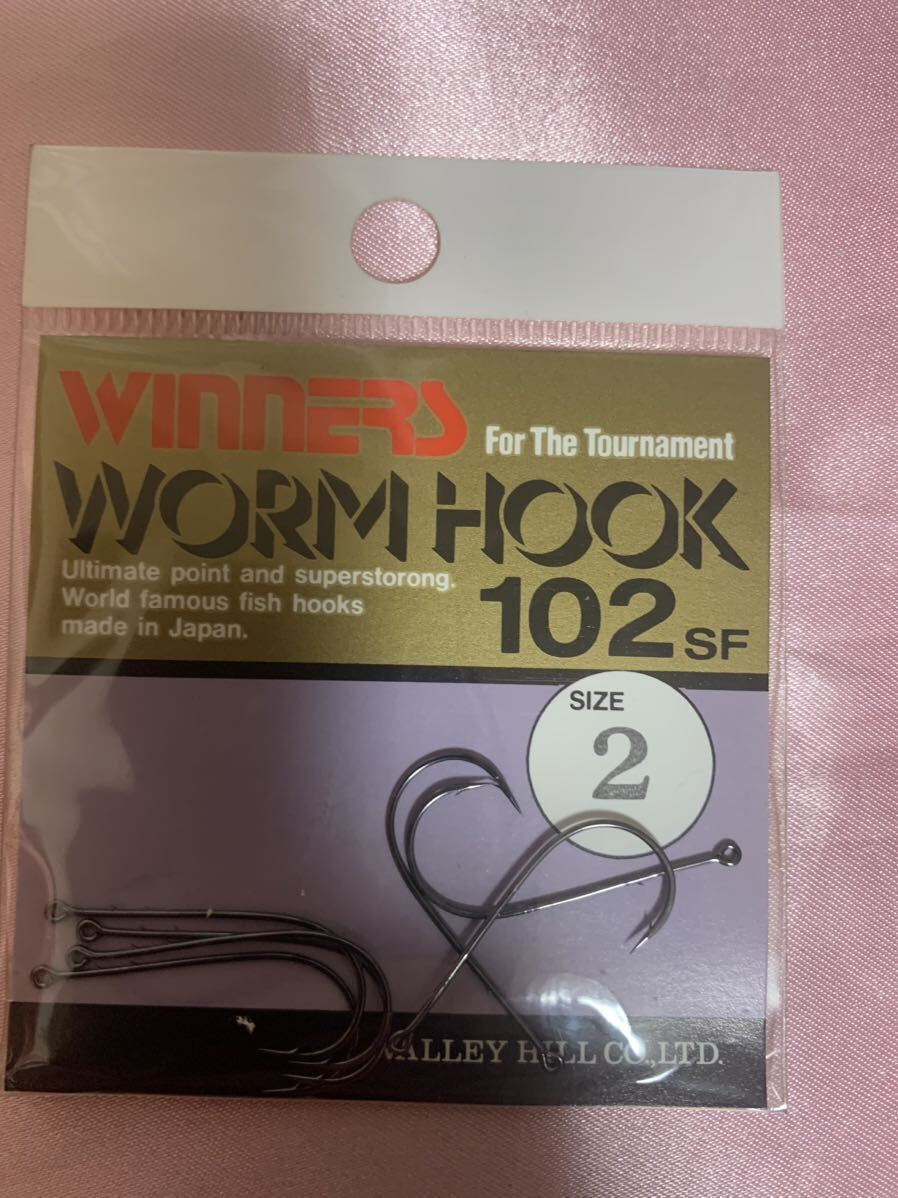 WINNERS For The Tournament
WORM HOOK
Ultimate point and superstorong.
World famous fish hooks
made in Japan.
102 SF
SIZE
2
VALLEY HILL CO.,LTD.